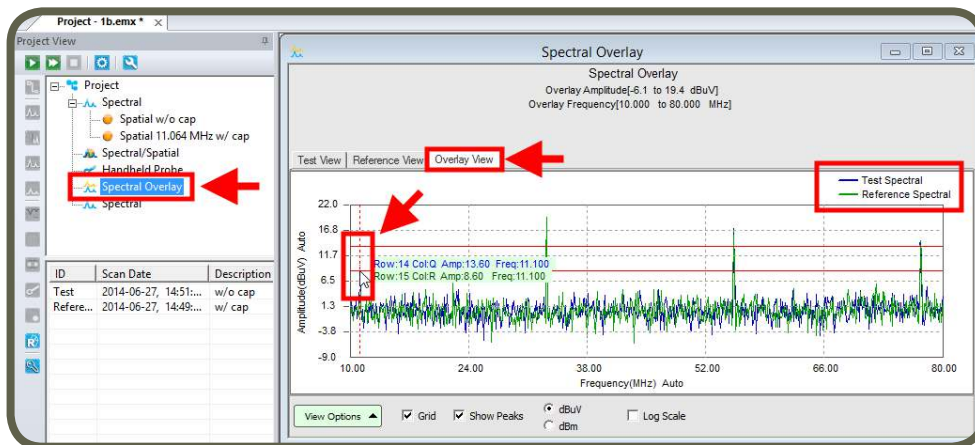 Project - 1b.emx *
Project View
Project
Spectral
Spatial w/o cap
Spatial 11.064 MHz w/ cap
Spectral/Spatial
Handheld Probe
Spectral Overlay
Spectral
ID Scan Date Description
Test 2014-06-27, 14:51:... w/o cap
Refere... 2014-06-27, 14:49:... w/ cap
Spectral Overlay
Spectral Overlay
Overlay Amplitude[-6.1 to 19.4 dBuV]
Overlay Frequency[10.000 to 80.000 MHz]
Test View Reference View Overlay View
Test Spectral
Reference Spectral
Amplitude(dBuV) Auto
22.0
16.8
11.7
6.5
1.3
-3.8
-9.0
Row:14 Col:Q Amp:13.60 Freq:11.100
Row:15 Col:R Amp:8.60 Freq:11.100
10.00 24.00 38.00 52.00 66.00 80.00
Frequency(MHz) Auto
View Options Grid Show Peaks dBuV Log Scale
dBm